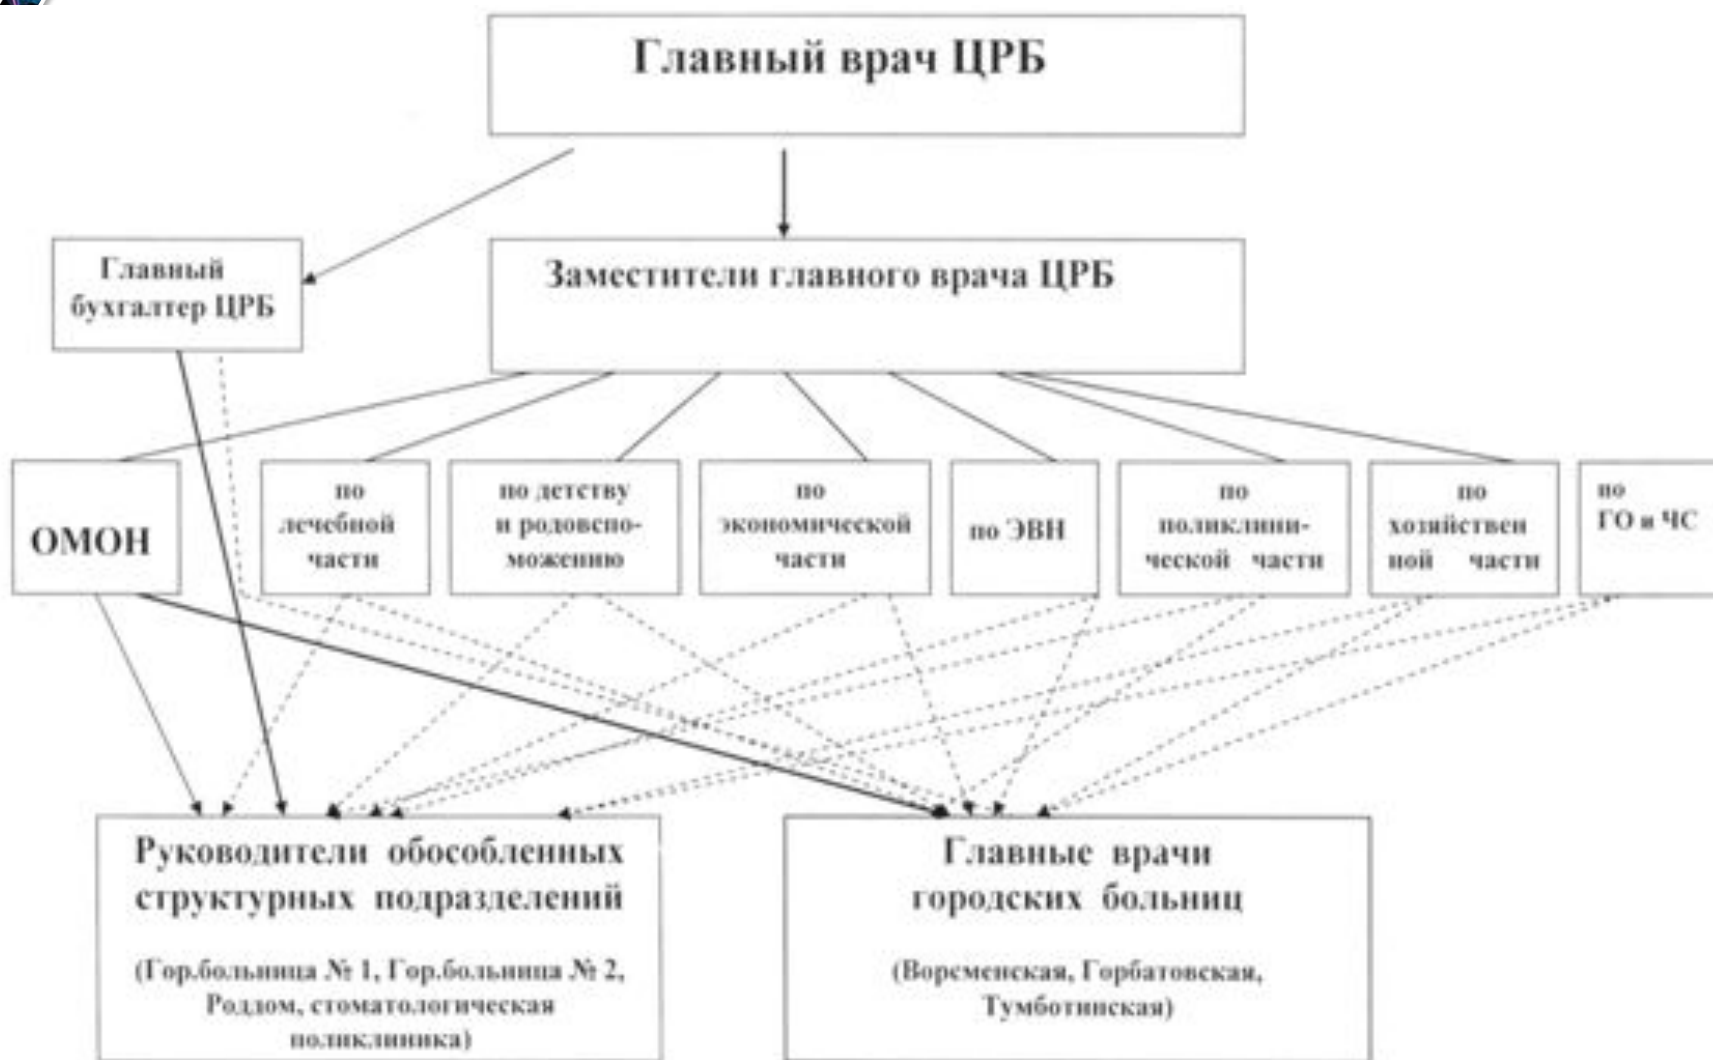 Главный врач ЦРБ
Главный
бухгалтер ЦРБ
Заместители главного врача ЦРБ
ОМОН
по
лечебной
части
по детству
и родовспо-
можению
по
экономической
части
по ЭВН
по
поликлини-
ческой части
по
хозяйствен
ной части
по
ГО и ЧС
Руководители обособленных
структурных подразделений
(Гор.больница № 1, Гор.больница № 2,
Роддом, стоматологическая
поликлиника)
Главные врачи
городских больниц
(Ворсменская, Горбатовская,
Тумботинская)